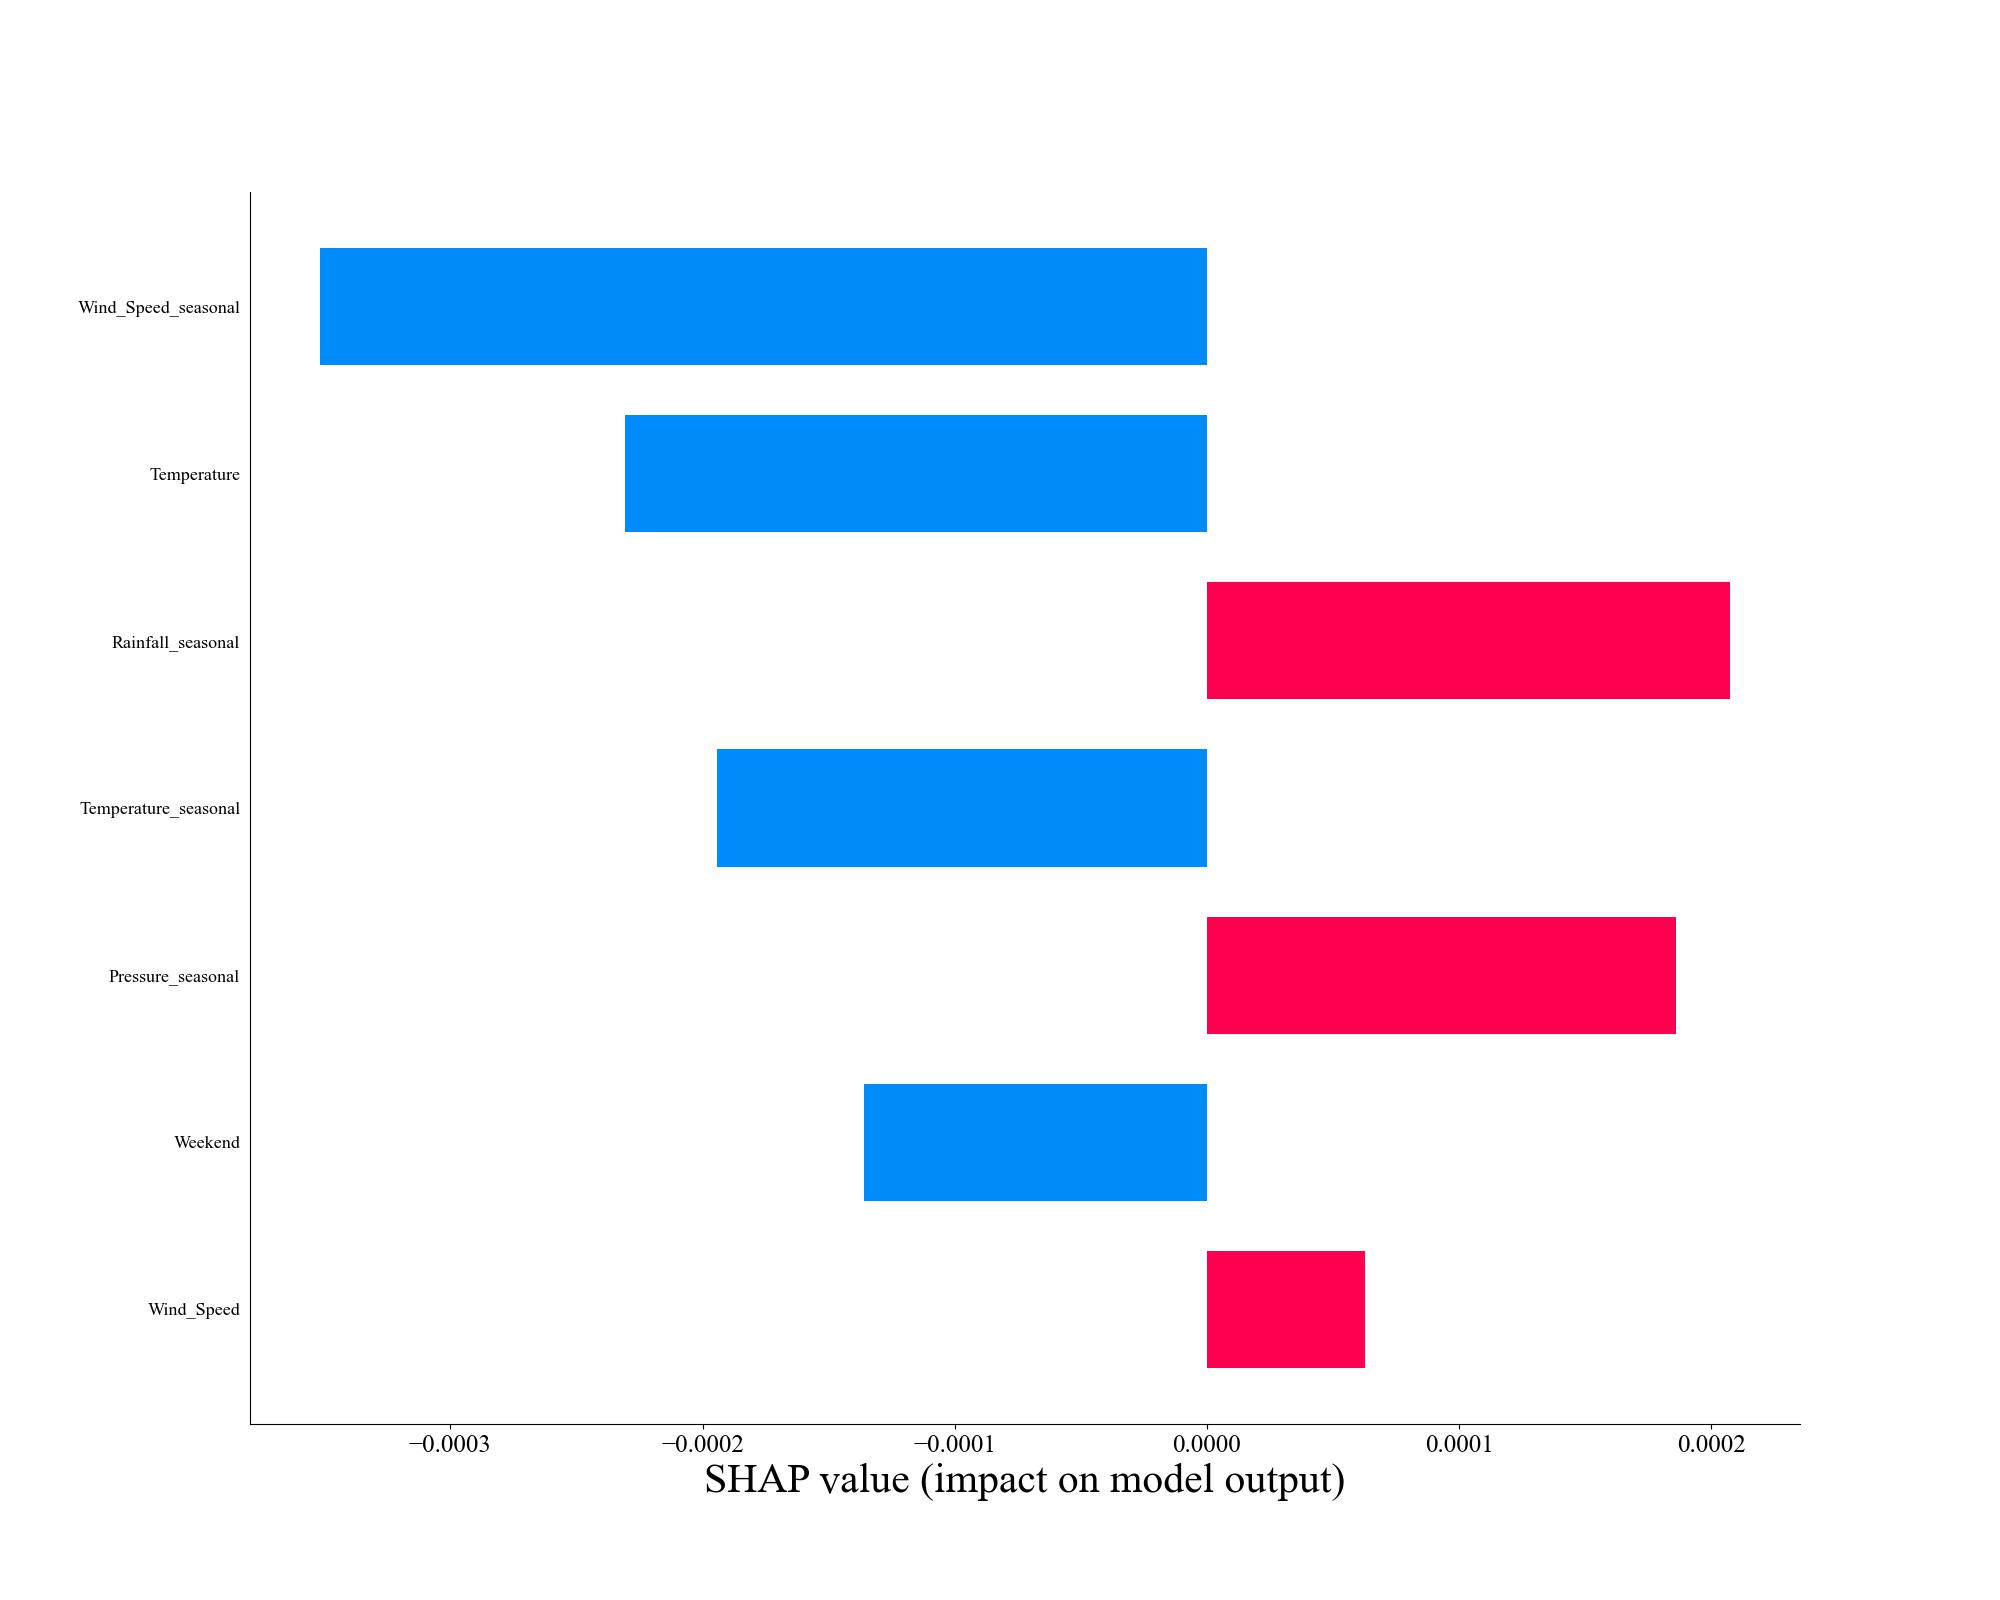 Wind_Speed_seasonal
Temperature
Rainfall_seasonal
Temperature_seasonal
Pressure_seasonal
Weekend
Wind_Speed
−0.0003 −0.0002 −0.0001 0.0000 0.0001 0.0002
SHAP value (impact on model output)